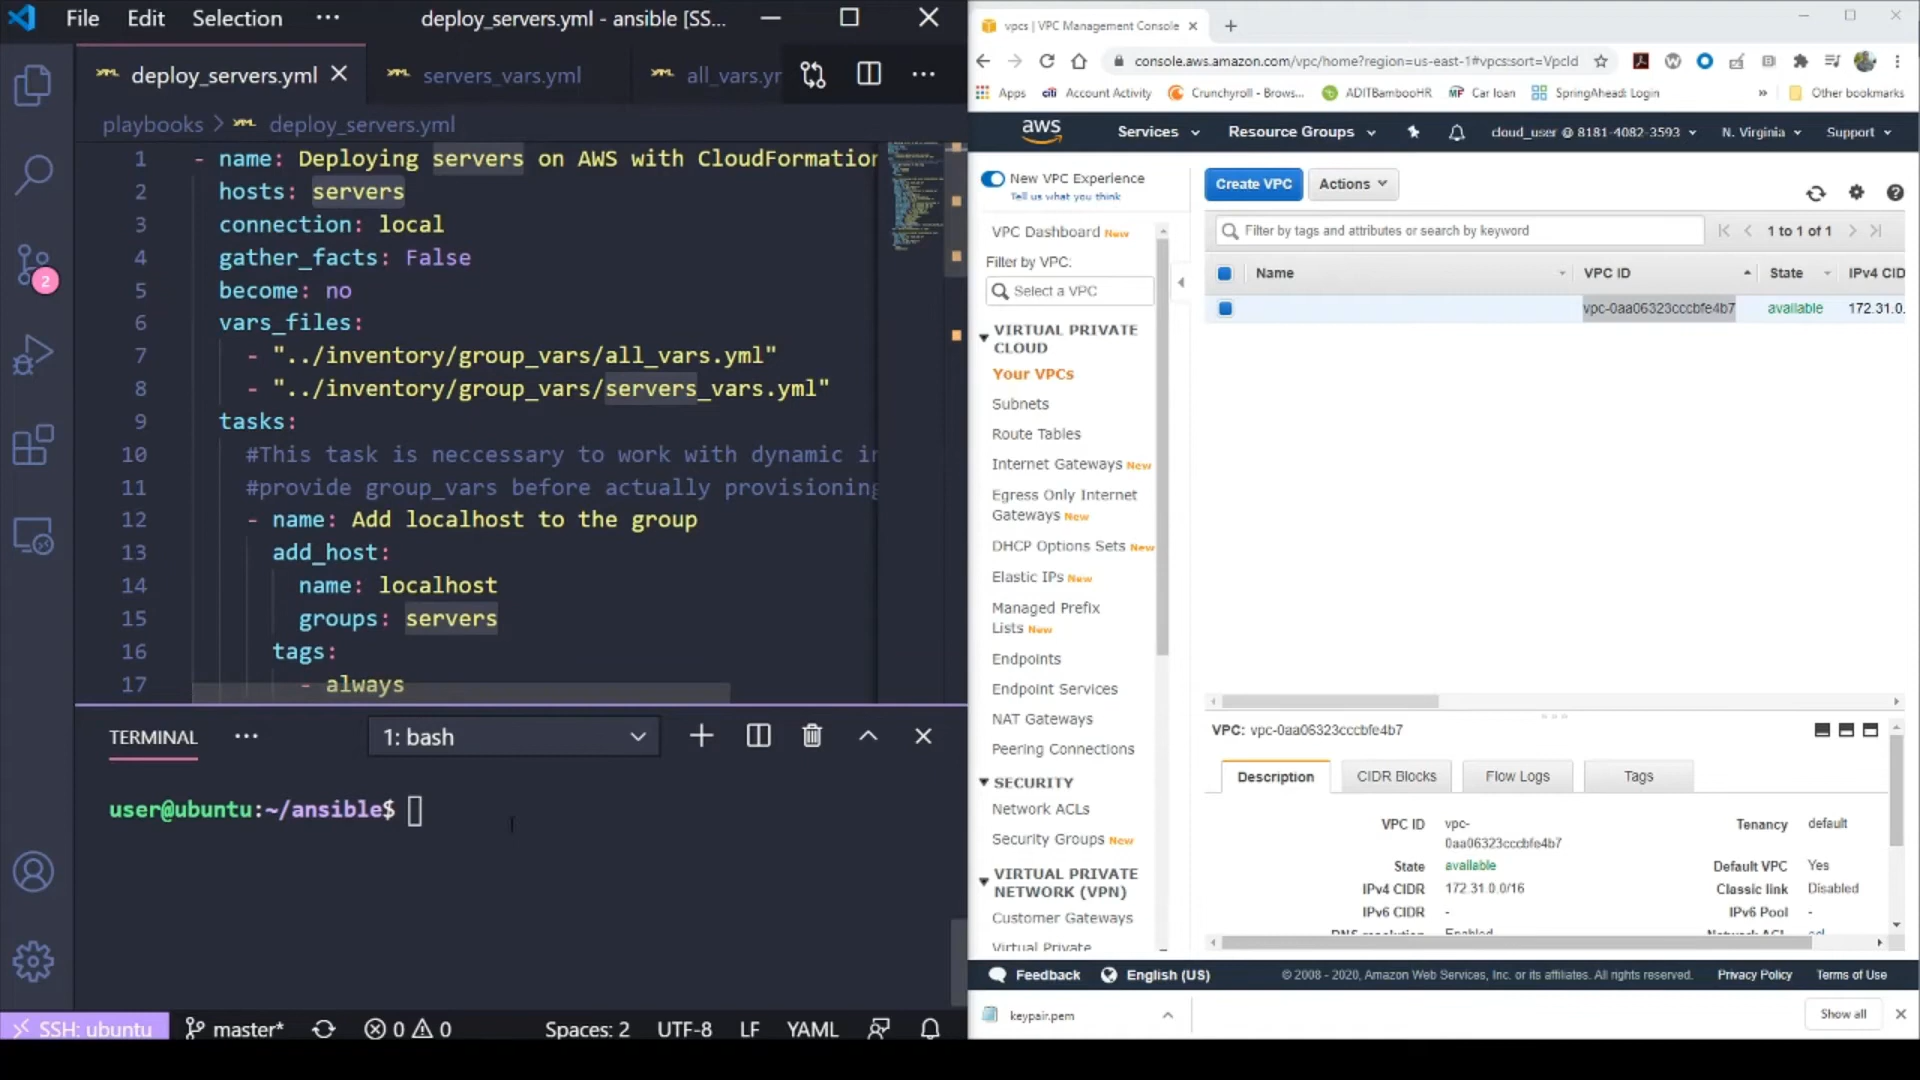 File Edit Selection ··· deploy_servers.yml - ansible [SS...
deploy_servers.yml servers_vars.yml all_vars.yr
playbooks > deploy_servers.yml
1 - name: Deploying servers on AWS with CloudFormation
2 hosts: servers
3 connection: local
4 gather_facts: False
5 become: no
6 vars_files:
7 - "../inventory/group_vars/all_vars.yml"
8 - "../inventory/group_vars/servers_vars.yml"
9 tasks:
10 #This task is neccessary to work with dynamic in
11 #provide group_vars before actually provisioning
12 - name: Add localhost to the group
13 add_host:
14 name: localhost
15 groups: servers
16 tags:
17 - always
2
TERMINAL ··· 1: bash
user@ubuntu:~/ansible$
SSH: ubuntu master* 0 0 Spaces: 2 UTF-8 LF YAML
vpcs | VPC Management Console
console.aws.amazon.com/vpc/home?region=us-east-1#vpcs:sort=VpcId
Apps citi Account Activity Crunchyroll - Brows... ADITBambooHR MF Car loan SpringAhead: Login » Other bookmarks
aws Services Resource Groups cloud_user @ 8181-4082-3593 N. Virginia Support
New VPC Experience
Tell us what you think
VPC Dashboard New
Filter by VPC:
Select a VPC
VIRTUAL PRIVATE
CLOUD
Your VPCs
Subnets
Route Tables
Internet Gateways New
Egress Only Internet
Gateways New
DHCP Options Sets New
Elastic IPs New
Managed Prefix
Lists New
Endpoints
Endpoint Services
NAT Gateways
Peering Connections
SECURITY
Network ACLs
Security Groups New
VIRTUAL PRIVATE
NETWORK (VPN)
Customer Gateways
Virtual Private
Create VPC Actions
Filter by tags and attributes or search by keyword 1 to 1 of 1
Name VPC ID State IPv4 CID
vpc-0aa06323cccbfe4b7 available 172.31.0.
VPC: vpc-0aa06323cccbfe4b7
Description CIDR Blocks Flow Logs Tags
VPC ID vpc-
0aa06323cccbfe4b7
Tenancy default
State available Default VPC Yes
IPv4 CIDR 172.31.0.0/16 Classic link Disabled
IPv6 CIDR - IPv6 Pool -
DNS resolution Enabled Network ACL acl
Feedback English (US) © 2008 - 2020, Amazon Web Services, Inc. or its affiliates. All rights reserved. Privacy Policy Terms of Use
keypair.pem Show all